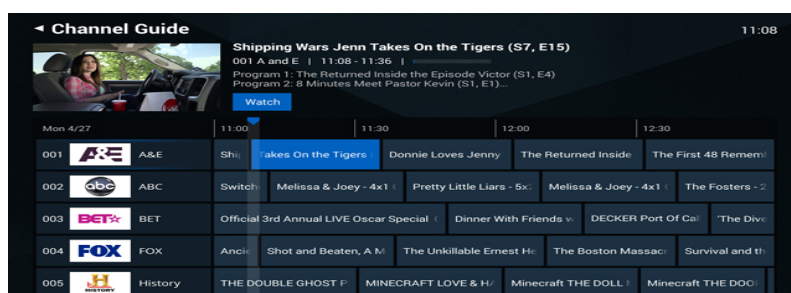 ◄ Channel Guide
11:08
Shipping Wars Jenn Takes On the Tigers (S7, E15)
001 A and E | 11:08 - 11:36 |
Program 1: The Returned Inside the Episode Victor (S1, E4)
Program 2: 8 Minutes Meet Pastor Kevin (S1, E1)...
Watch
Mon 4/27 11:00 11:30 12:00 12:30
001 A&E A&E Ship Takes On the Tigers ( Donnie Loves Jenny The Returned Inside The First 48 Rememb
002 abc ABC Switch Melissa & Joey - 4x1 ( Pretty Little Liars - 5x2 Melissa & Joey - 4x1 ( The Fosters - 2
003 BET★ BET Official 3rd Annual LIVE Oscar Special ( Dinner With Friends w DECKER Port Of Call 'The Dive
004 FOX FOX Ancie Shot and Beaten, A M The Unkillable Ernest He The Boston Massacr Survival and th
005 H HISTORY History THE DOUBLE GHOST P MINECRAFT LOVE & HA Minecraft THE DOLL Minecraft THE DOO